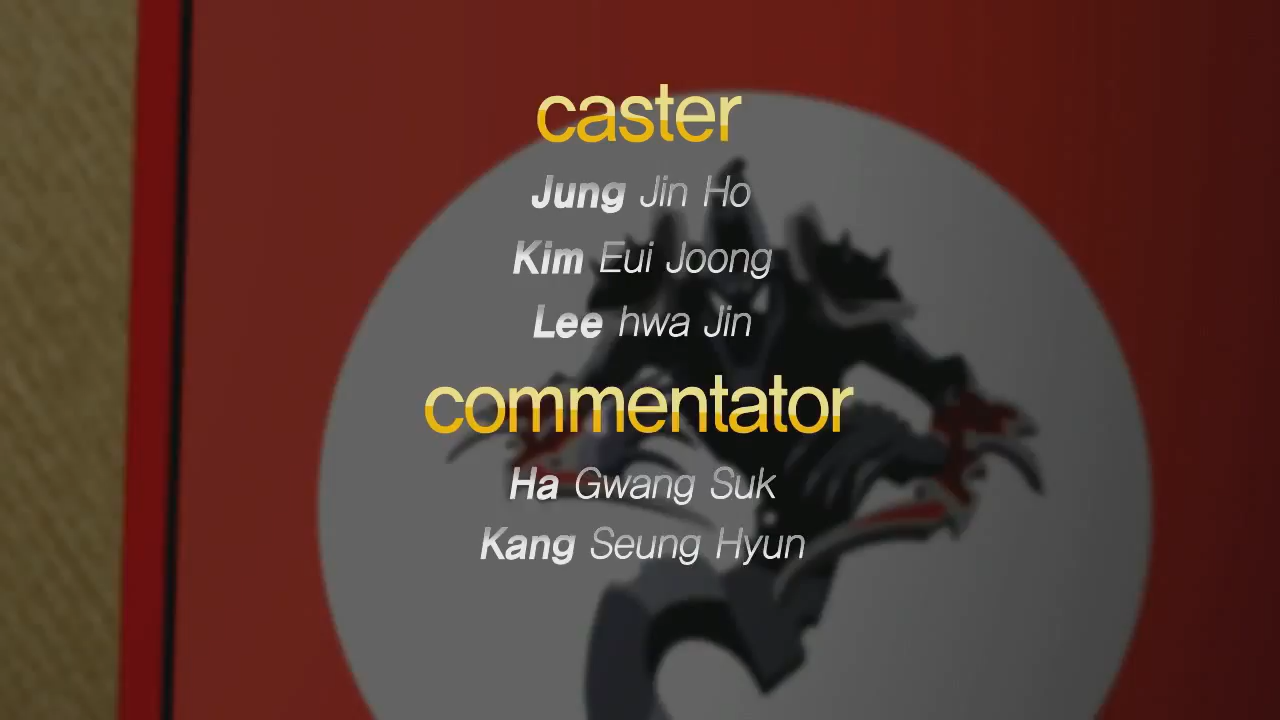 caster
Jung Jin Ho
Kim Eui Joong
Lee hwa Jin
commentator
Ha Gwang Suk
Kang Seung Hyun